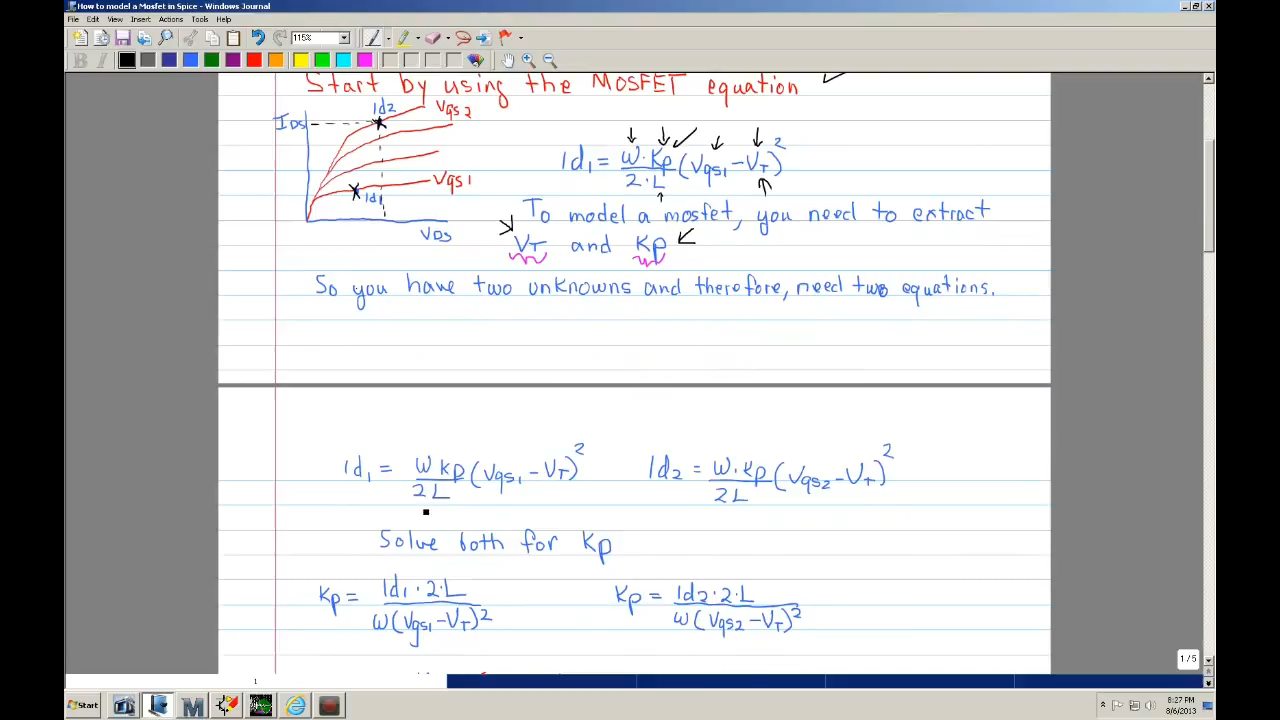 How to model a Mosfet in Spice - Windows Journal
File Edit View Insert Actions Tools Help
115%
Start by using the MOSFET equation
Id2
Vgs2
IDS
Id1 = W·Kp/2·L (Vgs1 - VT)²
Vgs1
Id1
To model a mosfet, you need to extract
VDS
VT and Kp
So you have two unknowns and therefore, need two equations.
Id1 = W Kp/2L (Vgs1 - VT)² Id2 = W·Kp/2L (Vgs2 - VT)²
Solve both for Kp
Kp = Id1·2·L/W(Vgs1 - VT)² Kp = Id2·2·L/W(Vgs2 - VT)²
1/5
1
Start
8:27 PM
8/6/2013